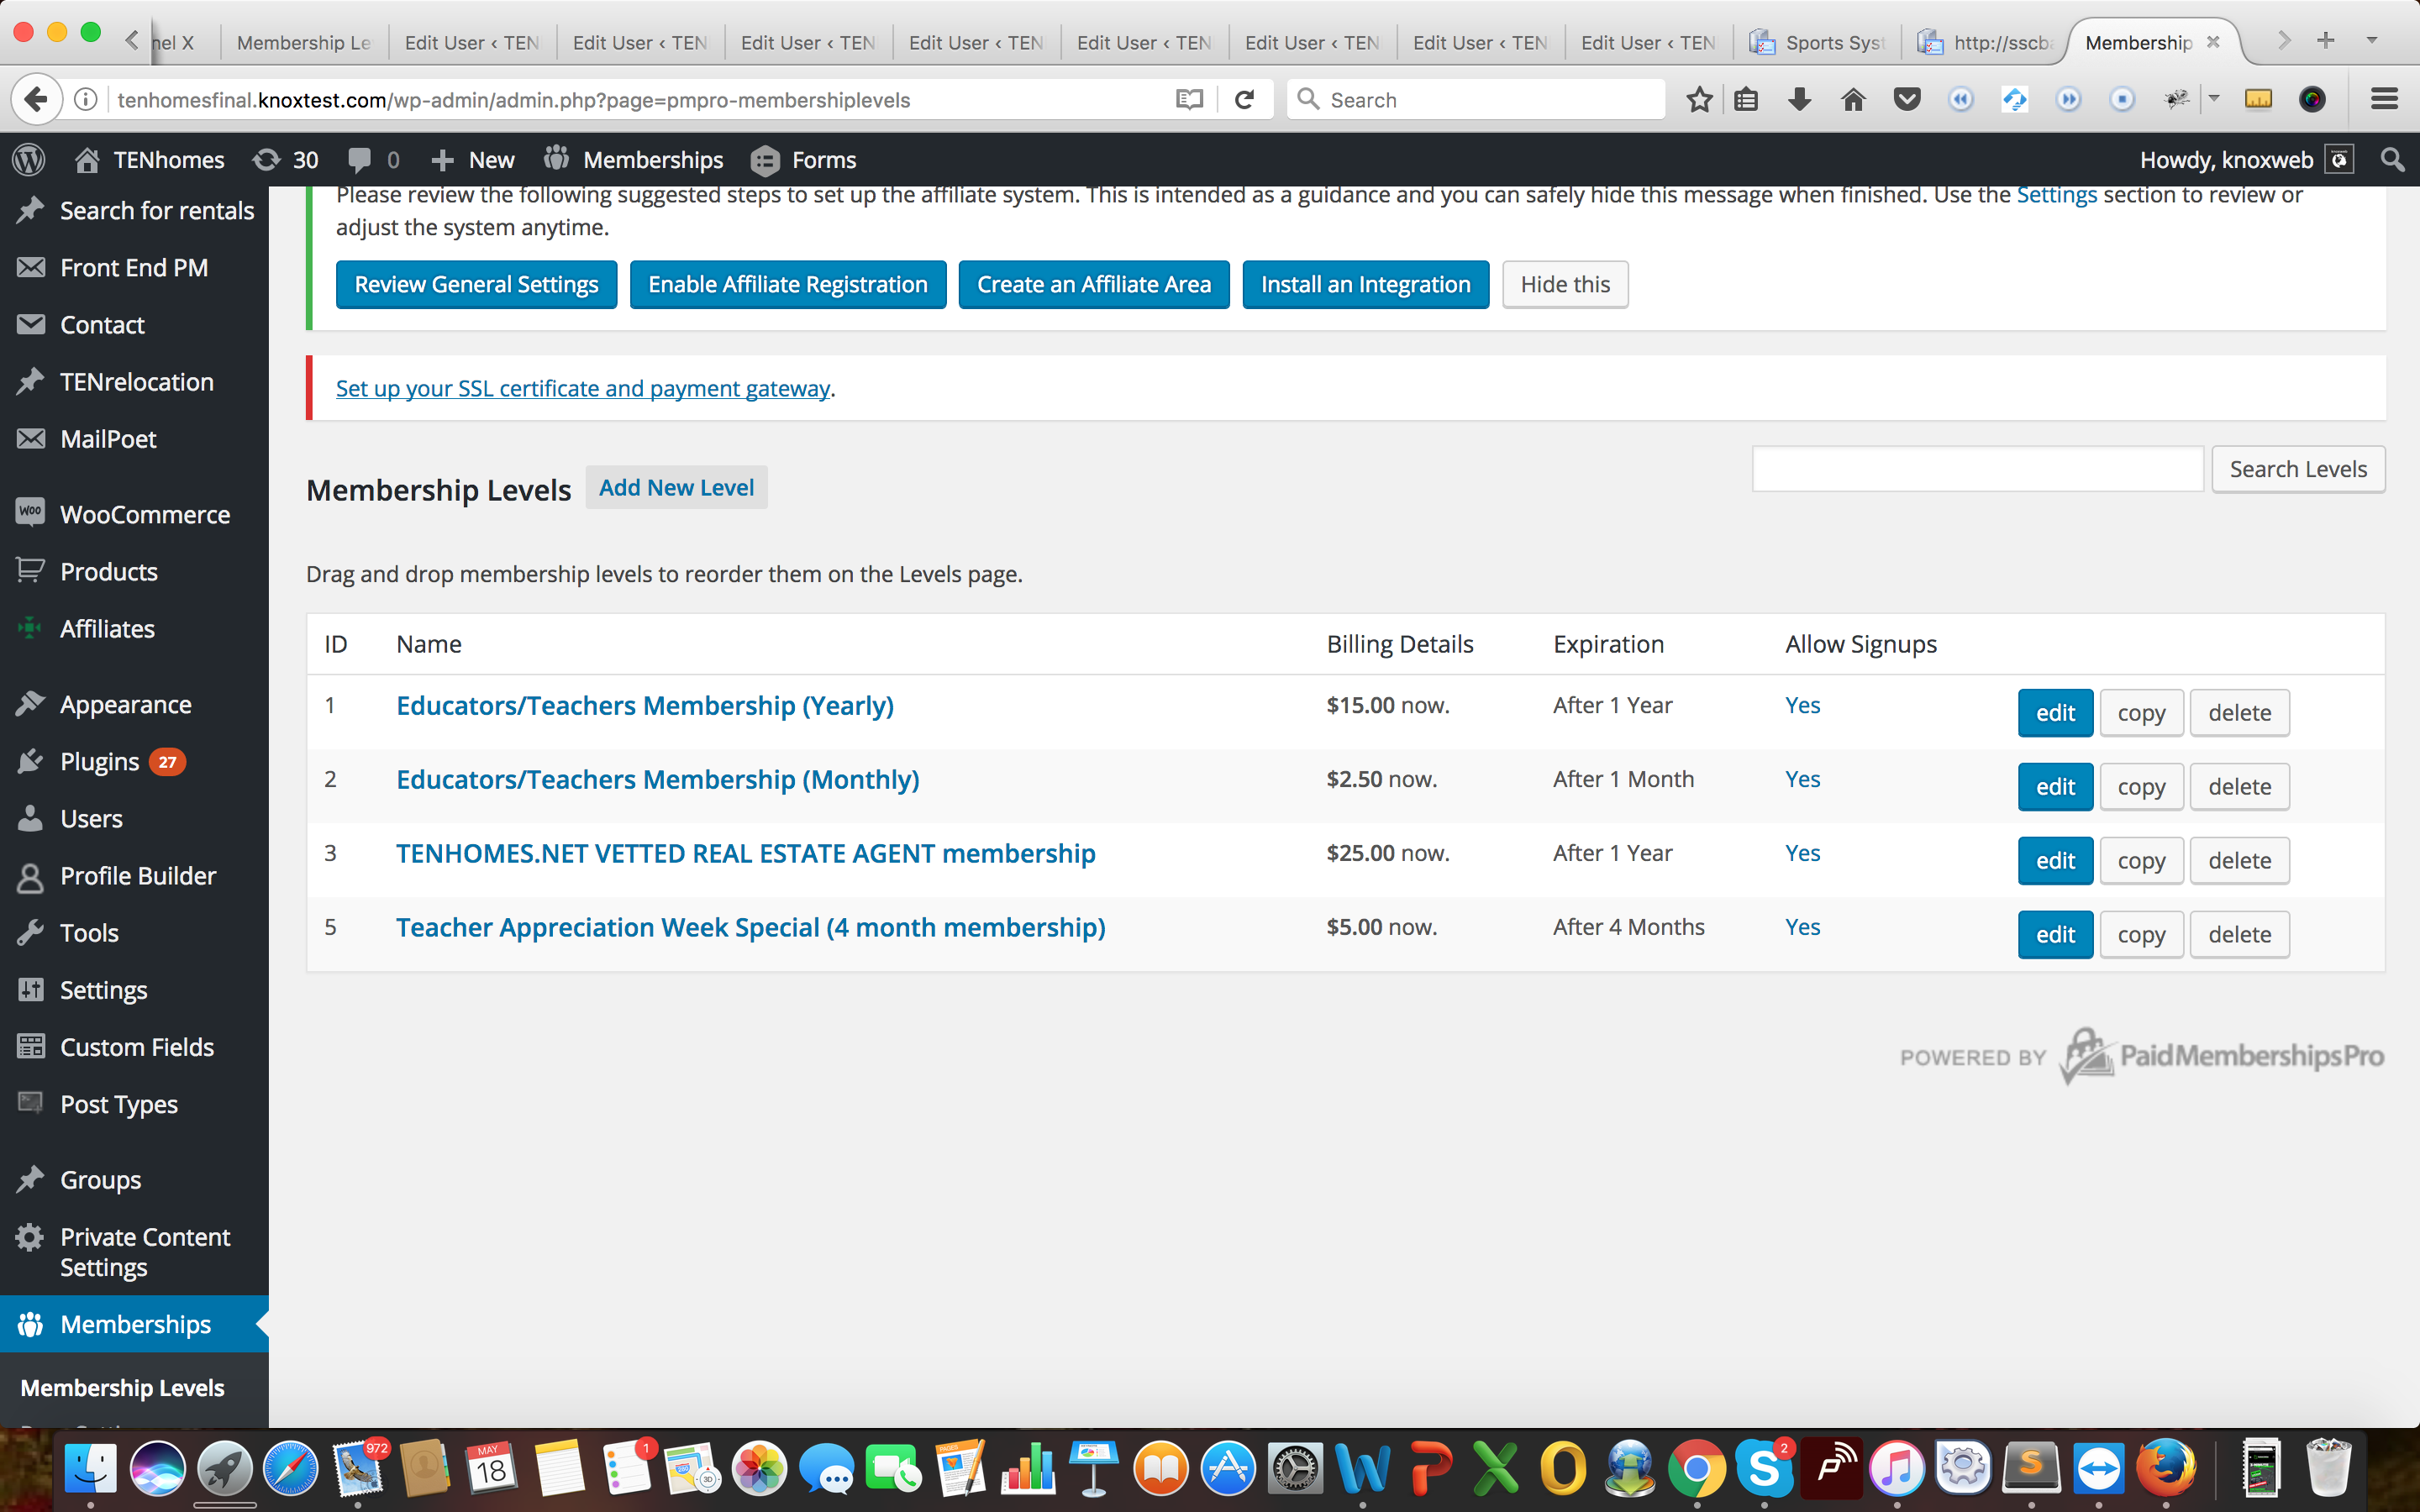 nel X
Membership Le
Edit User ‹ TEN
Edit User ‹ TEN
Edit User ‹ TEN
Edit User ‹ TEN
Edit User ‹ TEN
Edit User ‹ TEN
Edit User ‹ TEN
Edit User ‹ TEN
Sports Syst
http://sscba
Membership
tenhomesfinal.knoxtest.com/wp-admin/admin.php?page=pmpro-membershiplevels
Search
TENhomes
30
0
New
Memberships
Forms
Howdy, knoxweb
Search for rentals
Front End PM
Contact
TENrelocation
MailPoet
WOO
WooCommerce
Products
Affiliates
Appearance
Plugins 27
Users
Profile Builder
Tools
Settings
Custom Fields
Post Types
Groups
Private Content
Settings
Memberships
Membership Levels
Please review the following suggested steps to set up the affiliate system. This is intended as a guidance and you can safely hide this message when finished. Use the Settings section to review or
adjust the system anytime.
Review General Settings
Enable Affiliate Registration
Create an Affiliate Area
Install an Integration
Hide this
Set up your SSL certificate and payment gateway.
Membership Levels
Add New Level
Search Levels
Drag and drop membership levels to reorder them on the Levels page.
ID Name Billing Details Expiration Allow Signups
1 Educators/Teachers Membership (Yearly) $15.00 now. After 1 Year Yes edit copy delete
2 Educators/Teachers Membership (Monthly) $2.50 now. After 1 Month Yes edit copy delete
3 TENHOMES.NET VETTED REAL ESTATE AGENT membership $25.00 now. After 1 Year Yes edit copy delete
5 Teacher Appreciation Week Special (4 month membership) $5.00 now. After 4 Months Yes edit copy delete
POWERED BY PaidMembershipsPro
972
MAY
18
1
3D
PAGES
2